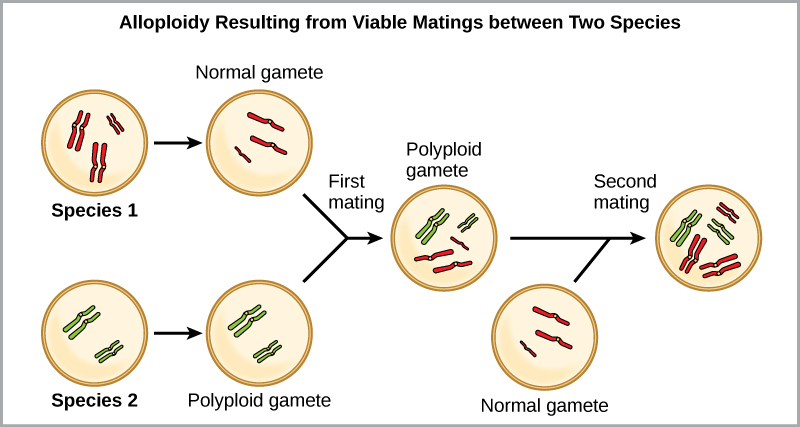 Alloploidy Resulting from Viable Matings between Two Species
Normal gamete
Species 1
First
mating
Polyploid
gamete
Second
mating
Species 2
Polyploid gamete
Normal gamete